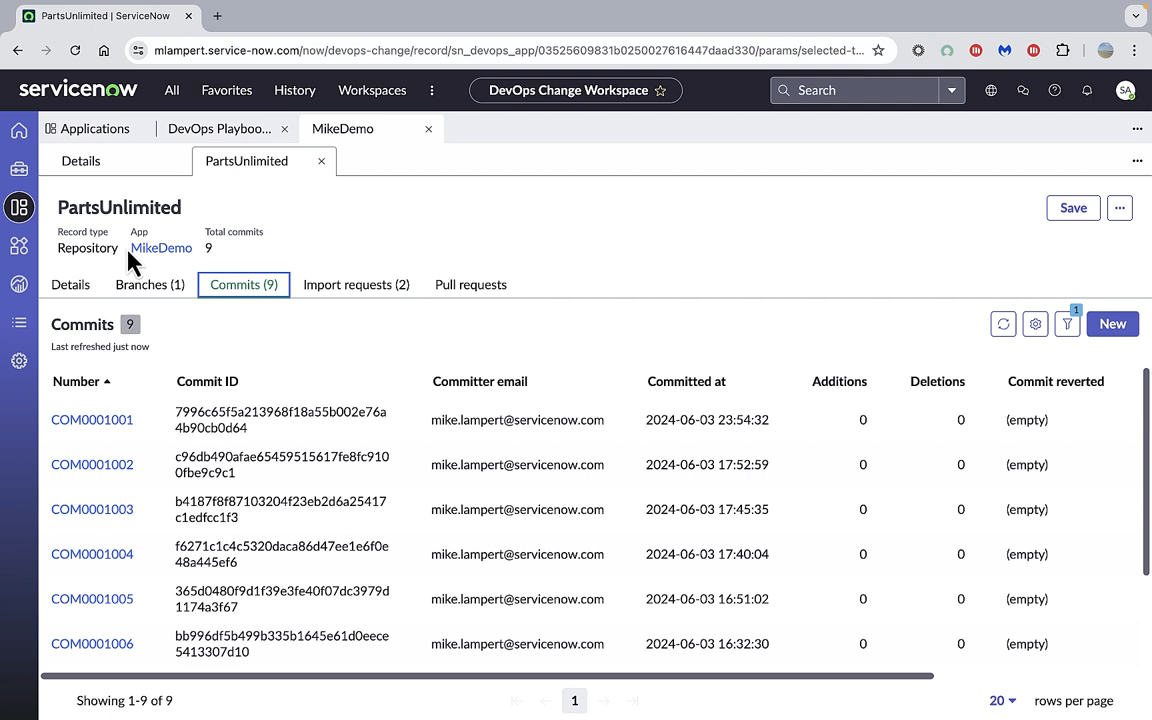 PartsUnlimited | ServiceNow
mlampert.service-now.com/now/devops-change/record/sn_devops_app/03525609831b0250027616447daad330/params/selected-t...
servicenow
All
Favorites
History
Workspaces
DevOps Change Workspace
Search
SA
Applications
DevOps Playboo...
MikeDemo
Details
PartsUnlimited
PartsUnlimited
Save
Record type
App
Total commits
Repository
MikeDemo
9
Details
Branches (1)
Commits (9)
Import requests (2)
Pull requests
Commits 9
1
New
Last refreshed just now
Number
Commit ID
Committer email
Committed at
Additions
Deletions
Commit reverted
COM0001001
7996c65f5a213968f18a55b002e76a
4b90cb0d64
mike.lampert@servicenow.com
2024-06-03 23:54:32
0
0
(empty)
COM0001002
c96db490afae65459515617fe8fc910
0fbe9c9c1
mike.lampert@servicenow.com
2024-06-03 17:52:59
0
0
(empty)
COM0001003
b4187f8f87103204f23eb2d6a25417
c1edfcc1f3
mike.lampert@servicenow.com
2024-06-03 17:45:35
0
0
(empty)
COM0001004
f6271c1c4c5320daca86d47ee1e6f0e
48a445ef6
mike.lampert@servicenow.com
2024-06-03 17:40:04
0
0
(empty)
COM0001005
365d0480f9d1f39e3fe40f07dc3979d
1174a3f67
mike.lampert@servicenow.com
2024-06-03 16:51:02
0
0
(empty)
COM0001006
bb996df5b499b335b1645e61d0eece
5413307d10
mike.lampert@servicenow.com
2024-06-03 16:32:30
0
0
(empty)
Showing 1-9 of 9
1
20
rows per page